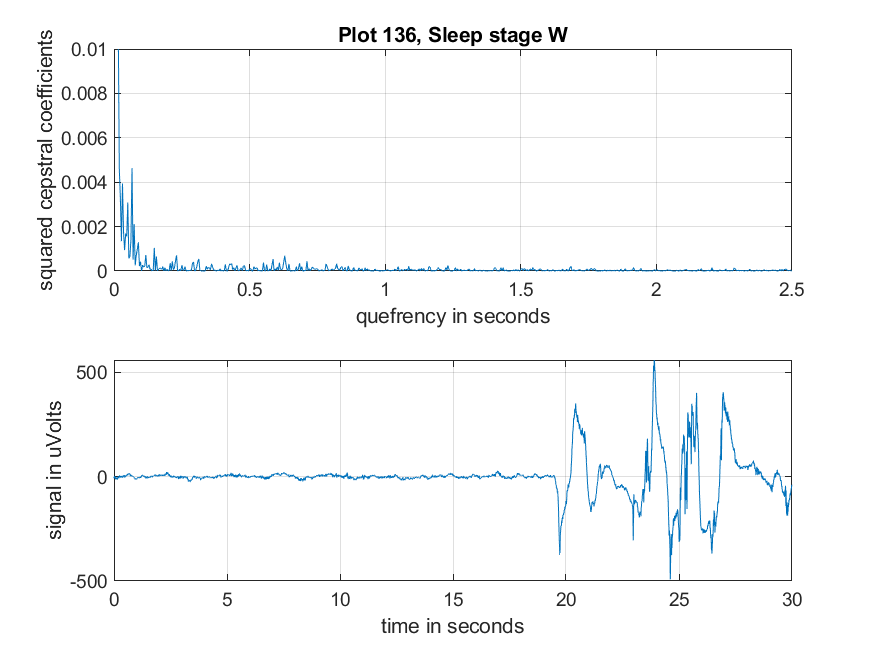 Plot 136, Sleep stage W
squared cepstral coefficients
0.01
0.008
0.006
0.004
0.002
0
0 0.5 1 1.5 2 2.5
quefrency in seconds
signal in uVolts
500
0
-500
0 5 10 15 20 25 30
time in seconds